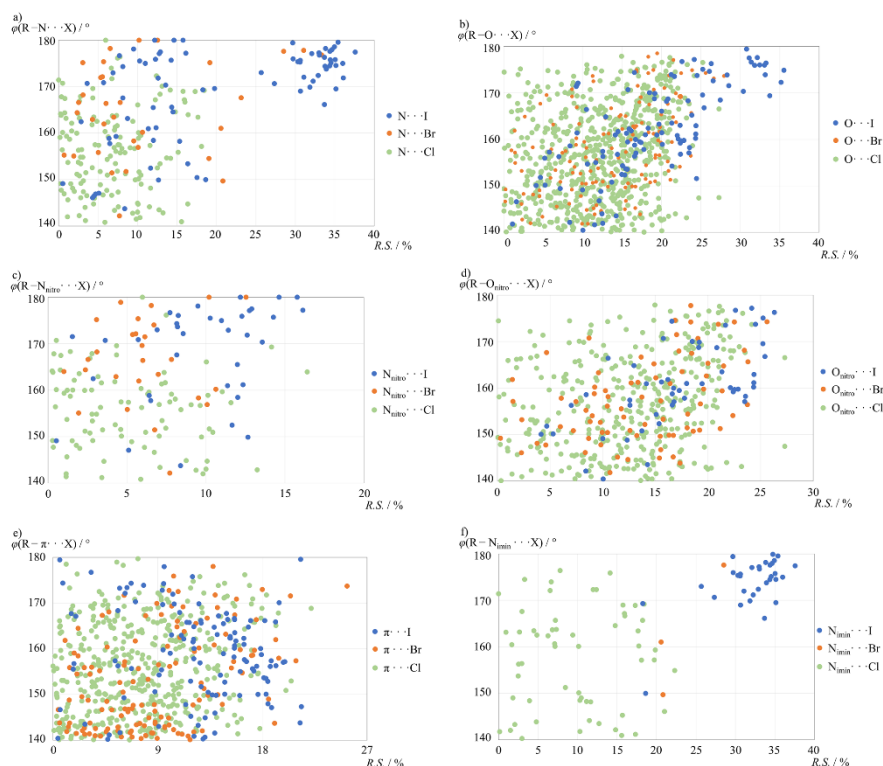 a)
φ(R−N···X) / °
180
170
160
150
140
0 5 10 15 20 25 30 35 40
R.S. / %
N···I
N···Br
N···Cl
b)
φ(R−O···X) / °
180
170
160
150
140
0 5 10 15 20 25 30 35 40
R.S. / %
O···I
O···Br
O···Cl
c)
φ(R−Nnitro···X) / °
180
170
160
150
140
0 5 10 15 20
R.S. / %
Nnitro···I
Nnitro···Br
Nnitro···Cl
d)
φ(R−Onitro···X) / °
180
170
160
150
140
0 5 10 15 20 25 30
R.S. / %
Onitro···I
Onitro···Br
Onitro···Cl
e)
φ(R−π···X) / °
180
170
160
150
140
0 9 18 27
R.S. / %
π···I
π···Br
π···Cl
f)
φ(R−Nimin···X) / °
180
170
160
150
140
0 5 10 15 20 25 30 35 40
R.S. / %
Nimin···I
Nimin···Br
Nimin···Cl